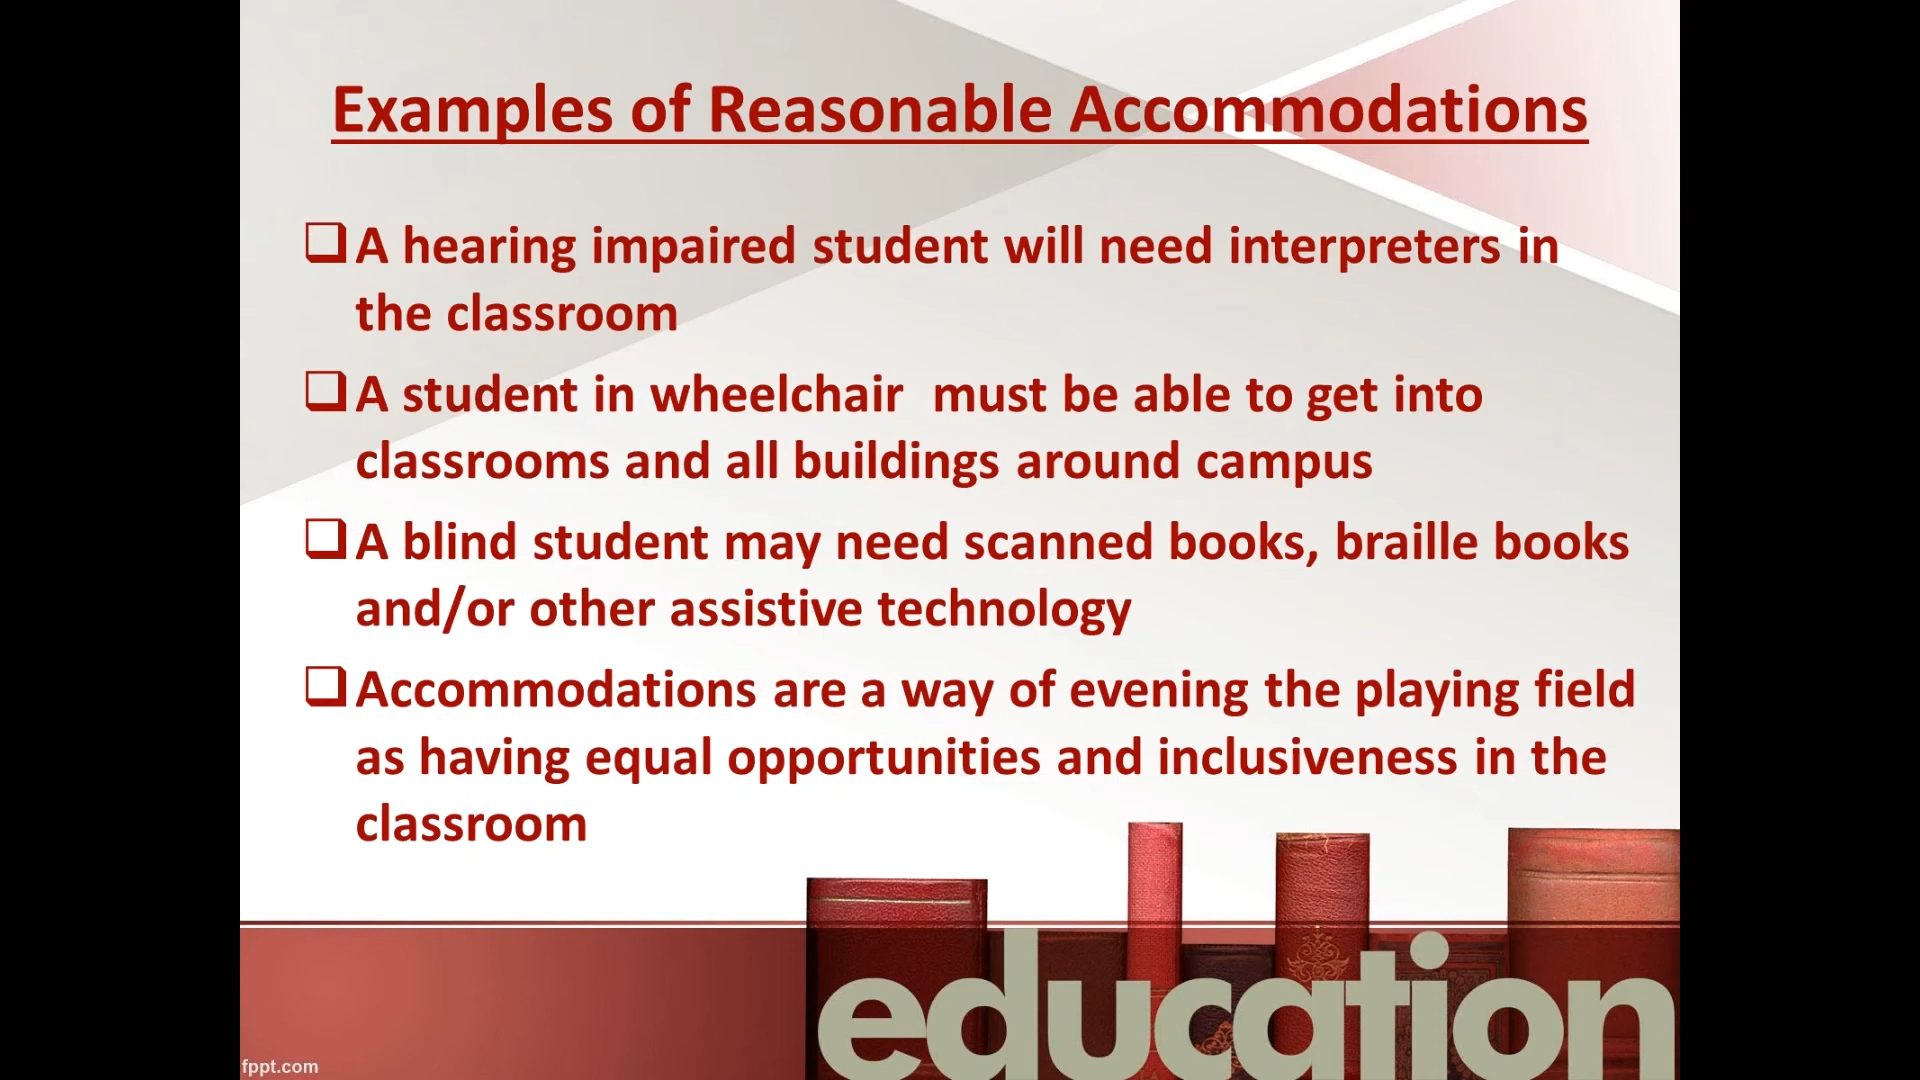 Examples of Reasonable Accommodations
❑A hearing impaired student will need interpreters in
the classroom
❑A student in wheelchair  must be able to get into
classrooms and all buildings around campus
❑A blind student may need scanned books, braille books
and/or other assistive technology
❑Accommodations are a way of evening the playing field
as having equal opportunities and inclusiveness in the
classroom
education
fppt.com